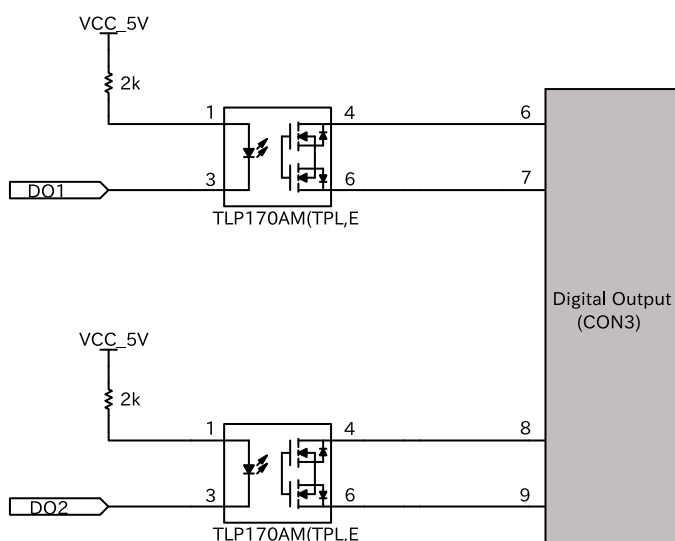 VCC_5V
2k
1
4
6
3
6
7
DO1
TLP170AM(TPL,E
Digital Output
(CON3)
VCC_5V
2k
1
4
8
3
6
9
DO2
TLP170AM(TPL,E